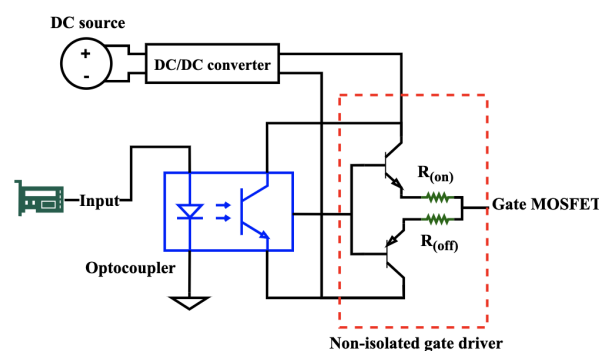 DC source
+
-
DC/DC converter
R(on)
Input
Gate MOSFET
R(off)
Optocoupler
Non-isolated gate driver